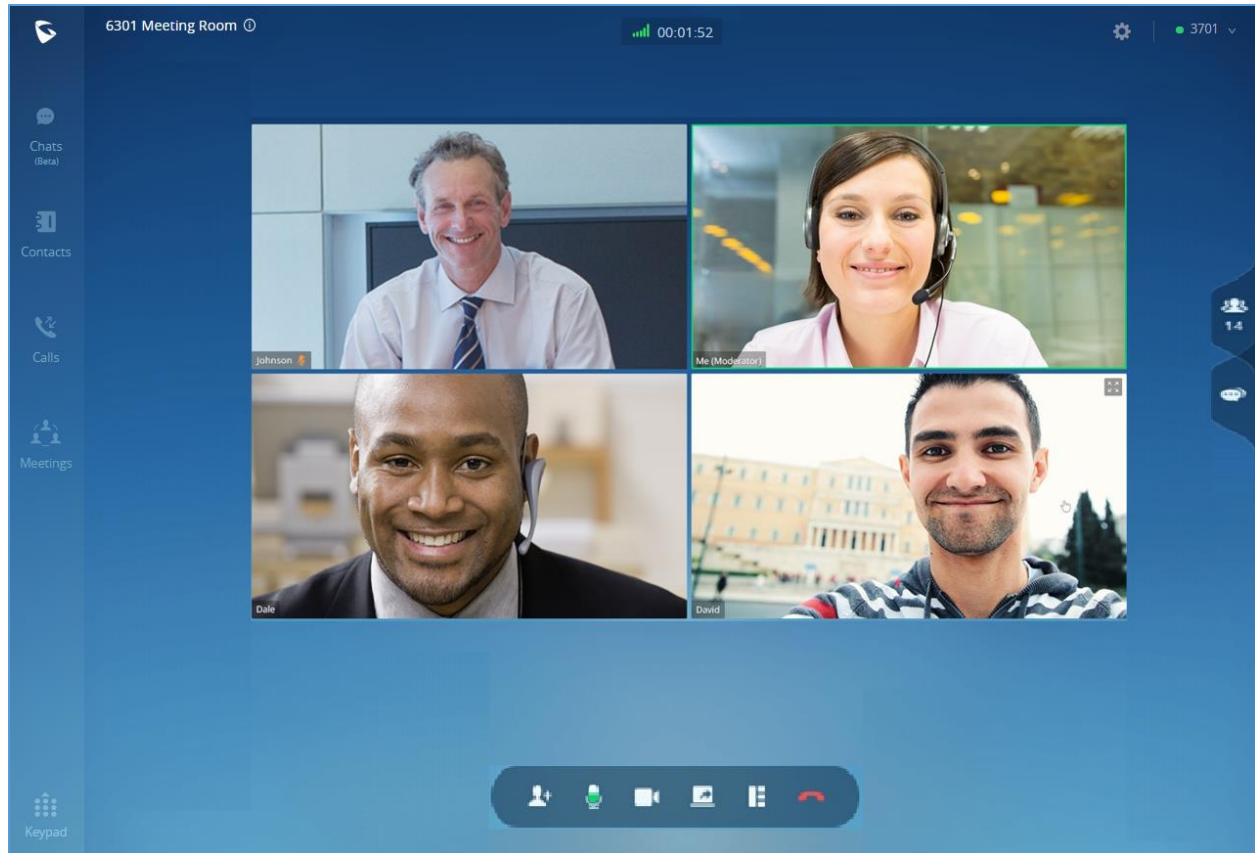 6301 Meeting Room
00:01:52
3701
Chats
(Beta)
Contacts
Calls
Meetings
Keypad
Johnson
Me (Moderator)
Dale
David
14